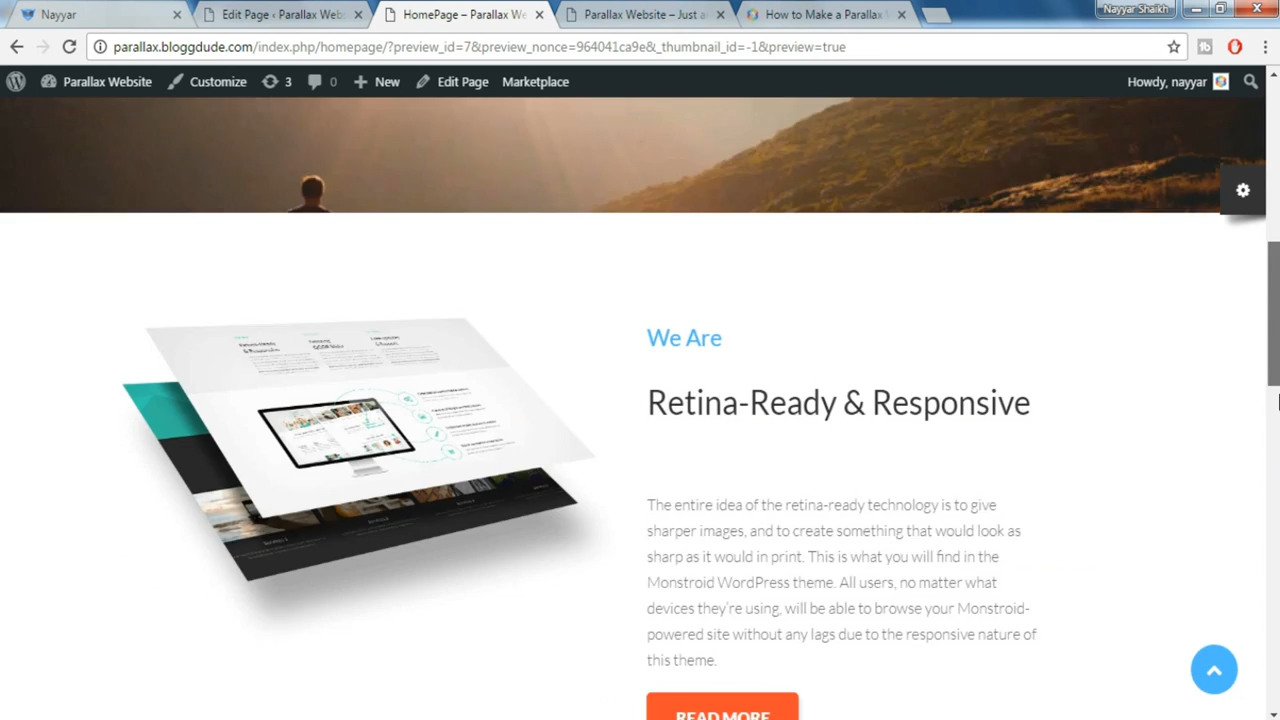 Nayyar
Edit Page ‹ Parallax Webs
HomePage – Parallax We
Parallax Website – Just a
How to Make a Parallax
Nayyar Shaikh
parallax.bloggdude.com/index.php/homepage/?preview_id=7&preview_nonce=964041ca9e&_thumbnail_id=-1&preview=true
Parallax Website Customize 3 0 New Edit Page Marketplace Howdy, nayyar
We Are
Retina-Ready & Responsive
The entire idea of the retina-ready technology is to give
sharper images, and to create something that would look as
sharp as it would in print. This is what you will find in the
Monstroid WordPress theme. All users, no matter what
devices they're using, will be able to browse your Monstroid-
powered site without any lags due to the responsive nature of
this theme.
READ MORE